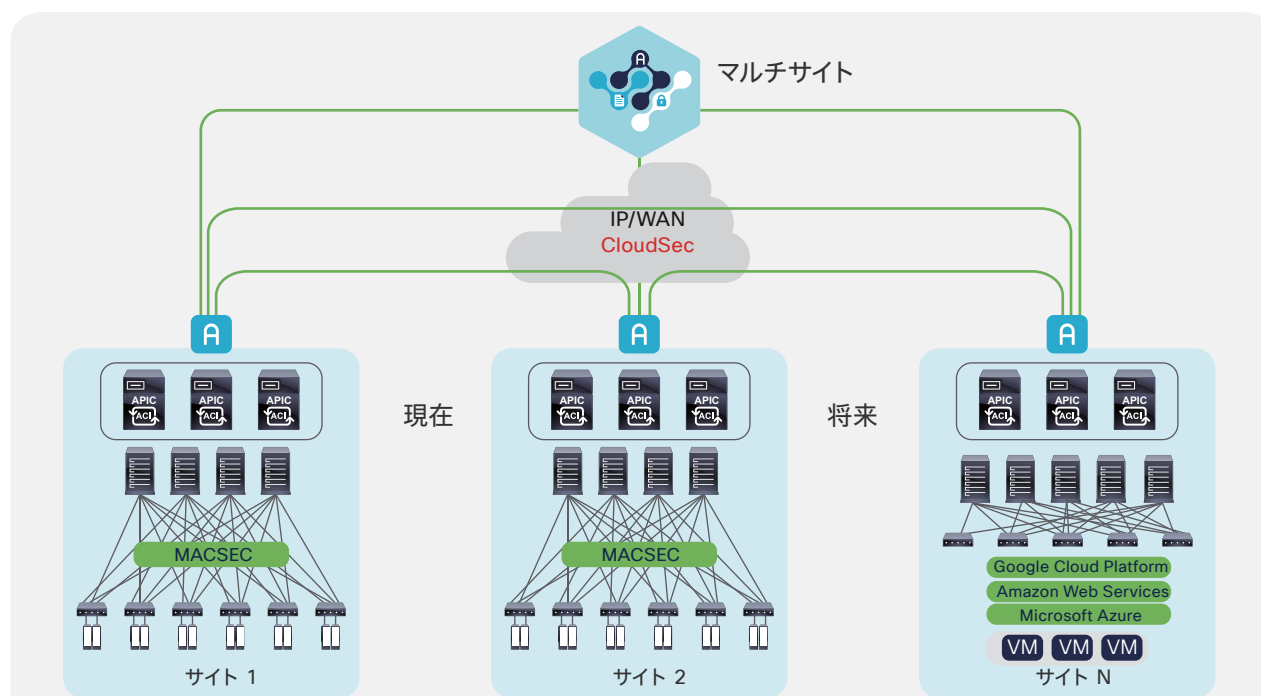 マルチサイト
IP/WAN
CloudSec
A
A
A
A
APIC
ACI
APIC
ACI
APIC
ACI
現在
APIC
ACI
APIC
ACI
APIC
ACI
将来
APIC
ACI
APIC
ACI
APIC
ACI
MACSEC
MACSEC
Google Cloud Platform
Amazon Web Services
Microsoft Azure
VM
VM
VM
サイト 1
サイト 2
サイト N